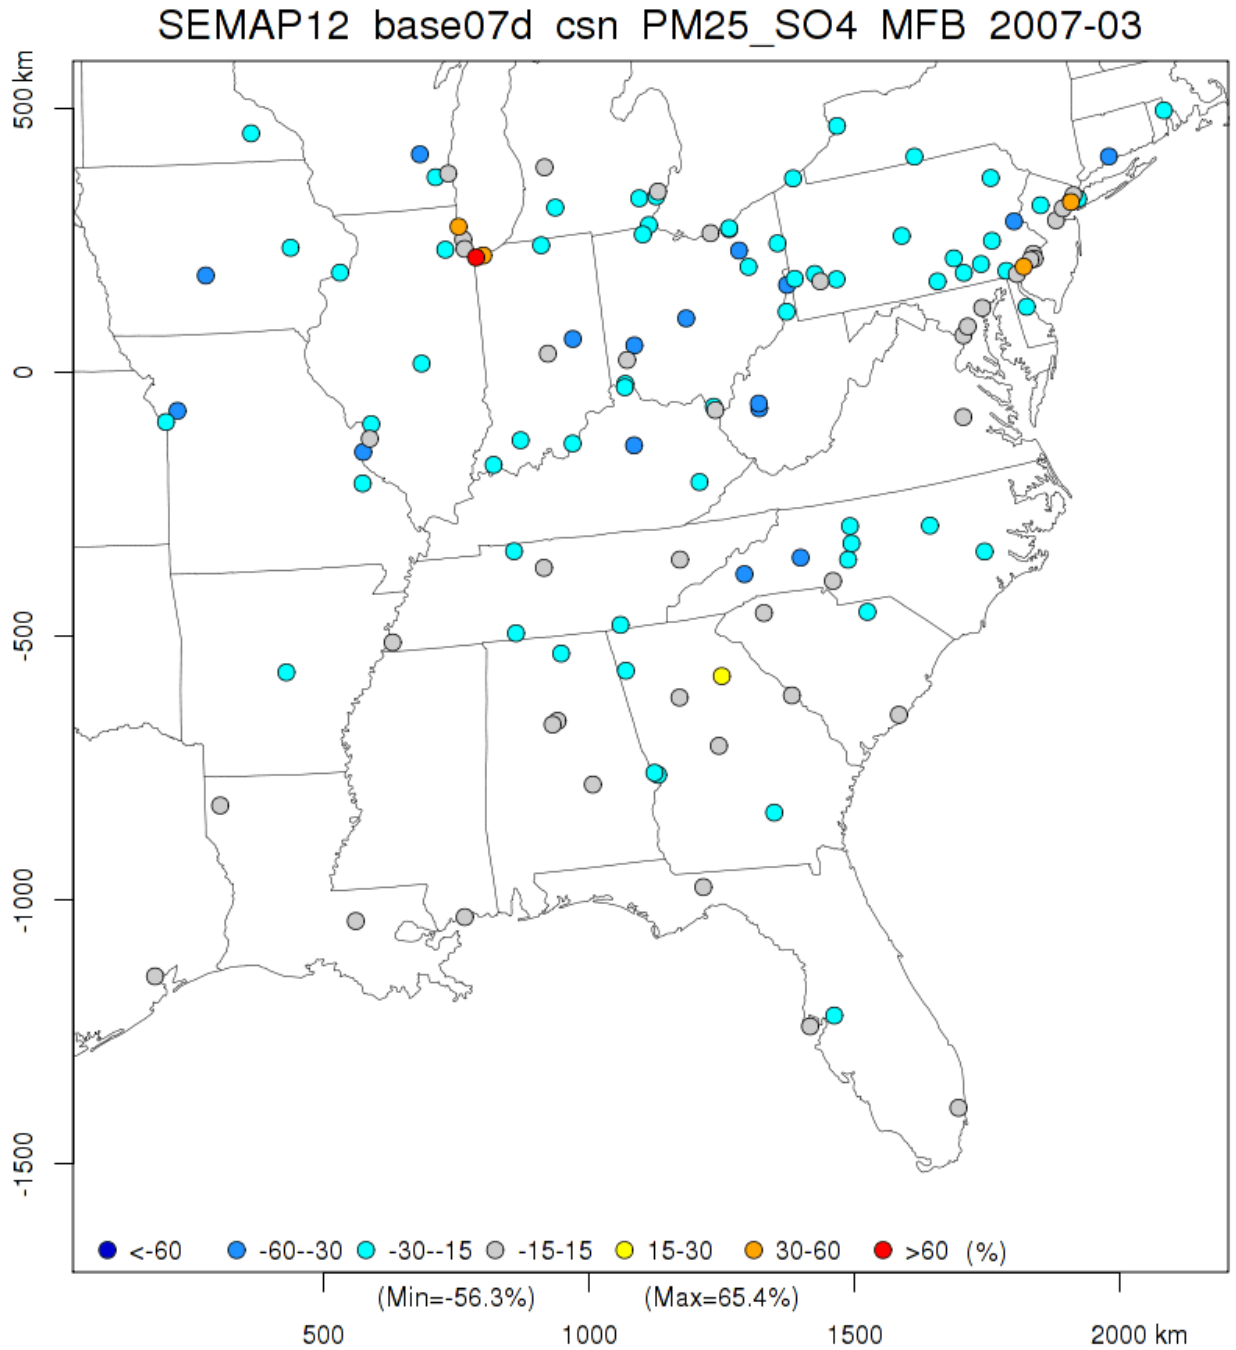 SEMAP12 base07d csn PM25_SO4 MFB 2007-03
500 km
0
-500
-1000
-1500
<-60 -60--30 -30--15 -15-15 15-30 30-60 >60 (%)
(Min=-56.3%) (Max=65.4%)
500 1000 1500 2000 km